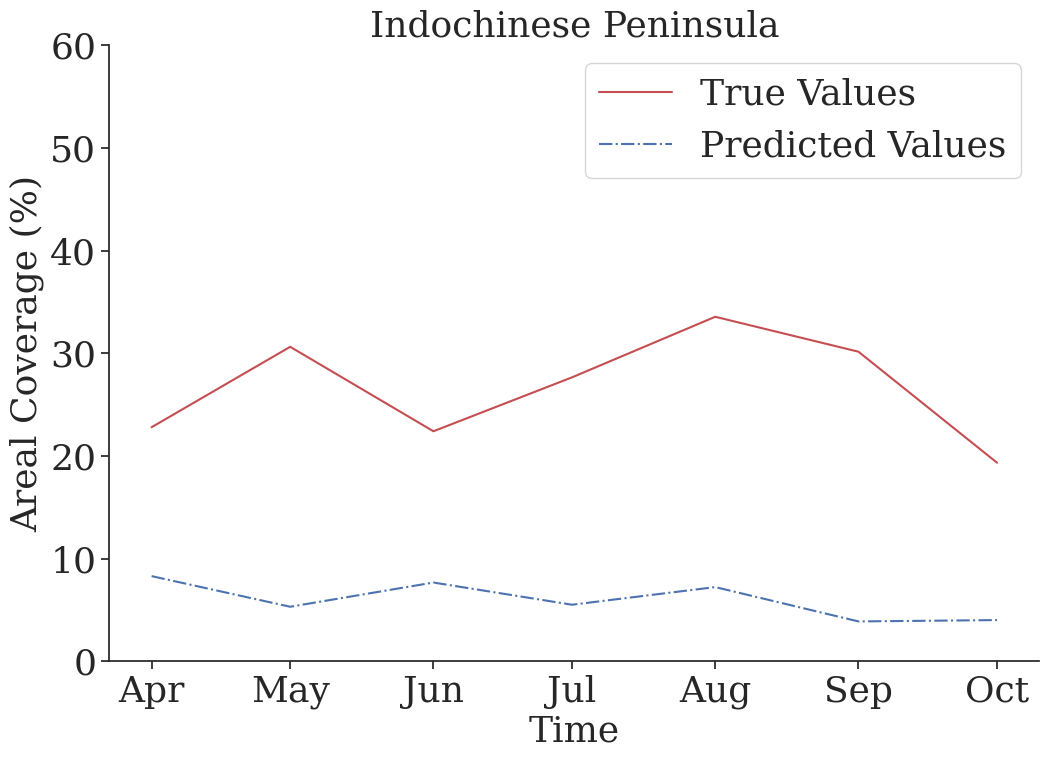 Indochinese Peninsula
True Values
Predicted Values
Areal Coverage (%)
60
50
40
30
20
10
0
Apr May Jun Jul Aug Sep Oct
Time